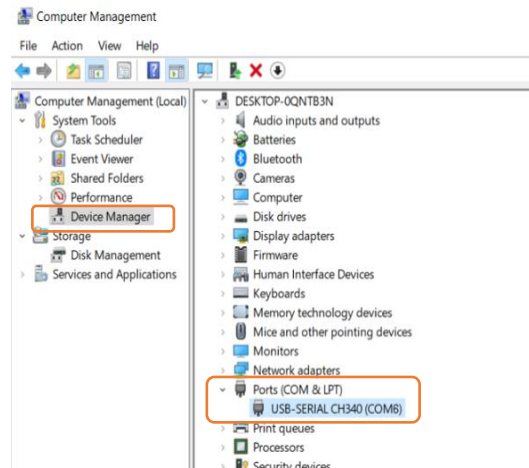 Computer Management
File Action View Help
Computer Management (Local)
System Tools
Task Scheduler
Event Viewer
Shared Folders
Performance
Device Manager
Storage
Disk Management
Services and Applications
DESKTOP-0QNTB3N
Audio inputs and outputs
Batteries
Bluetooth
Cameras
Computer
Disk drives
Display adapters
Firmware
Human Interface Devices
Keyboards
Memory technology devices
Mice and other pointing devices
Monitors
Network adapters
Ports (COM & LPT)
USB-SERIAL CH340 (COM6)
Print queues
Processors
Security devices